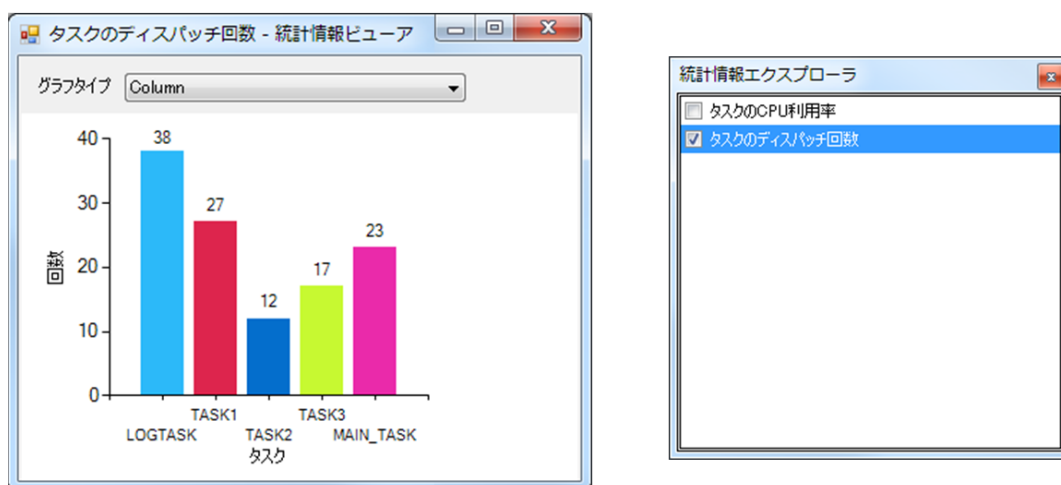 タスクのディスパッチ回数 - 統計情報ビューア
グラフタイプ Column
40
38
30
27
23
回数
20
17
12
10
0
TASK1 TASK3
LOGTASK TASK2 MAIN_TASK
タスク
統計情報エクスプローラ
タスクのCPU利用率
タスクのディスパッチ回数